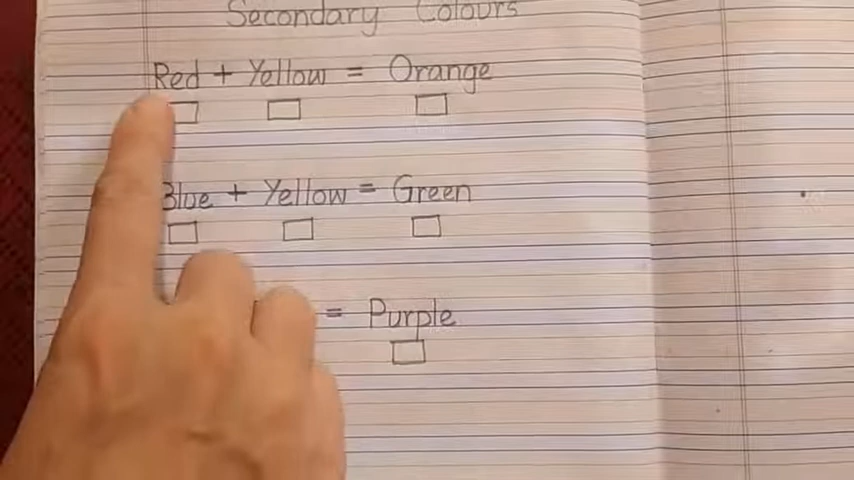 Secondary Colours
Red + Yellow = Orange
Blue + Yellow = Green
= Purple